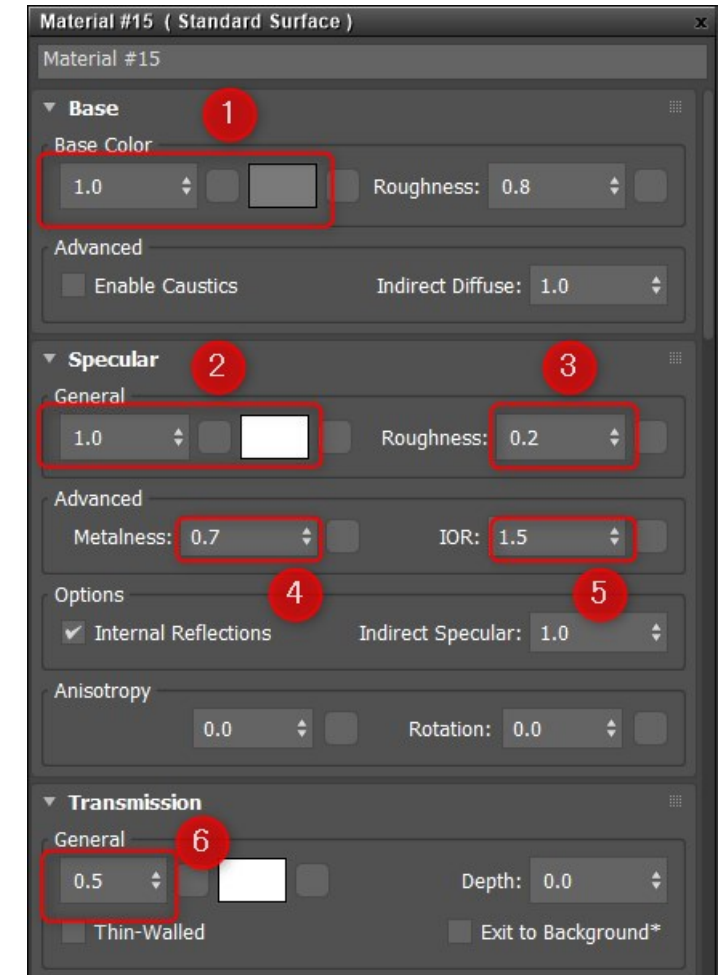 Material #15 ( Standard Surface ) x
Material #15
Base
1
Base Color
1.0 Roughness: 0.8
Advanced
Enable Caustics Indirect Diffuse: 1.0
Specular
2 3
General
1.0 Roughness: 0.2
Advanced
Metalness: 0.7 IOR: 1.5
Options
4 5
Internal Reflections Indirect Specular: 1.0
Anisotropy
0.0 Rotation: 0.0
Transmission
General
6
0.5 Depth: 0.0
Thin-Walled Exit to Background*